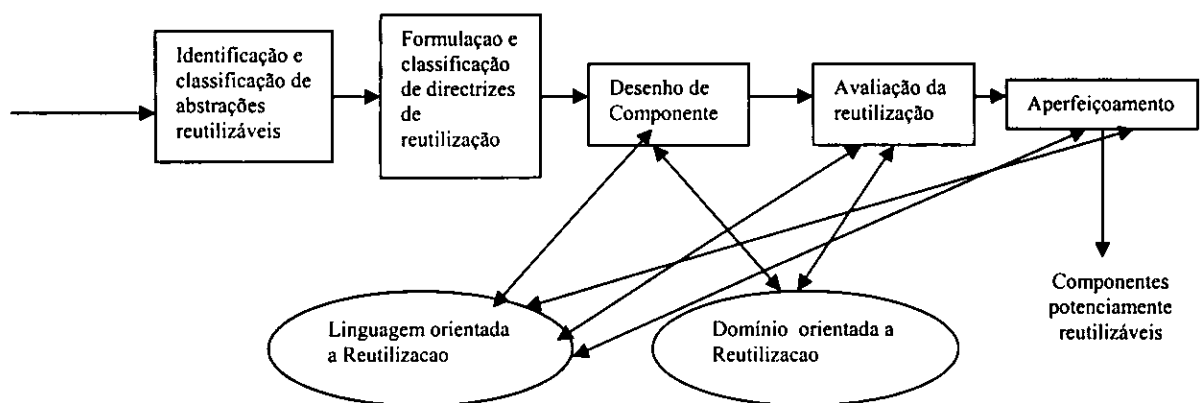 Identificação e
classificação de
abstrações
reutilizáveis
Formulaçao e
classificação
de directrizes
de
reutilização
Desenho de
Componente
Avaliação da
reutilização
Aperfeiçoamento
Linguagem orientada
a Reutilizacao
Domínio orientada a
Reutilizacao
Componentes
potenciamente
reutilizáveis